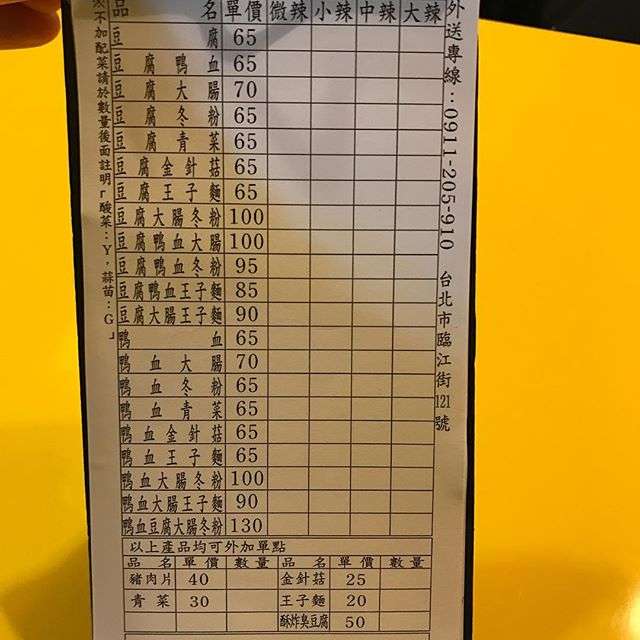 ※不加配菜請於數量後面註明「酸菜：Y，蒜苗：G」
品名 單價 微辣 小辣 中辣 大辣
豆腐 65
豆腐鴨血 65
豆腐大腸 70
豆腐冬粉 65
豆腐青菜 65
豆腐金針菇 65
豆腐王子麵 65
豆腐大腸冬粉 100
豆腐鴨血大腸 100
豆腐鴨血冬粉 95
豆腐鴨血王子麵 85
豆腐大腸王子麵 90
鴨血 65
鴨血大腸 70
鴨血冬粉 65
鴨血青菜 65
鴨血金針菇 65
鴨血王子麵 65
鴨血大腸冬粉 100
鴨血大腸王子麵 90
鴨血豆腐大腸冬粉 130
以上產品均可外加單點
品名 單價 數量 品名 單價 數量
豬肉片 40 金針菇 25
青菜 30 王子麵 20
酥炸臭豆腐 50
外送專線：0911-205-910 台北市臨江街121號